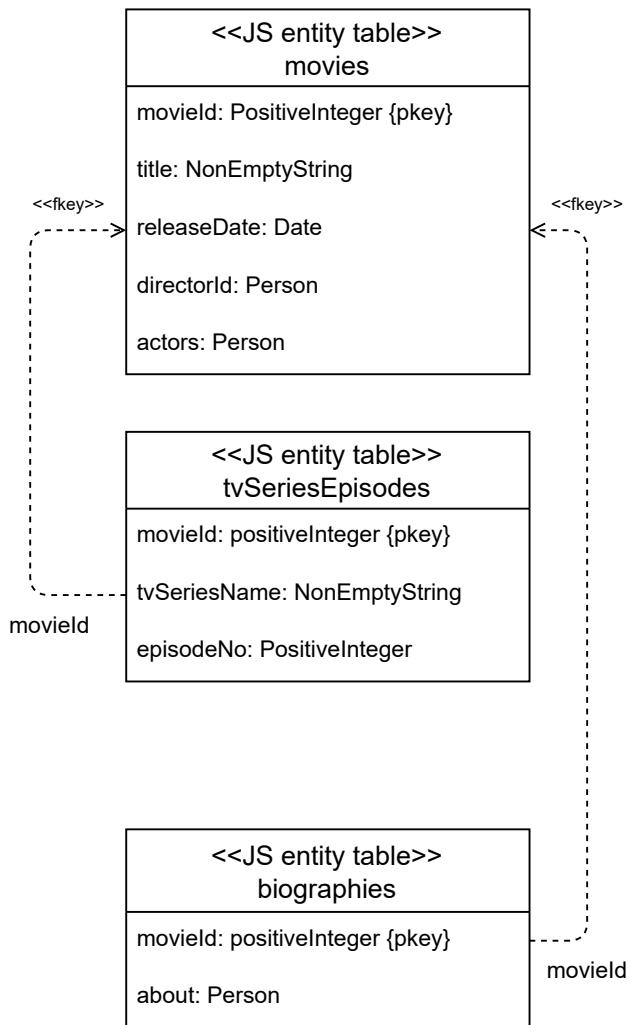 <<JS entity table>>
movies
movieId: PositiveInteger {pkey}
title: NonEmptyString
<<fkey>>
<<fkey>>
releaseDate: Date
directorId: Person
actors: Person
<<JS entity table>>
tvSeriesEpisodes
movieId: positiveInteger {pkey}
tvSeriesName: NonEmptyString
movieId
episodeNo: PositiveInteger
<<JS entity table>>
biographies
movieId: positiveInteger {pkey}
movieId
about: Person